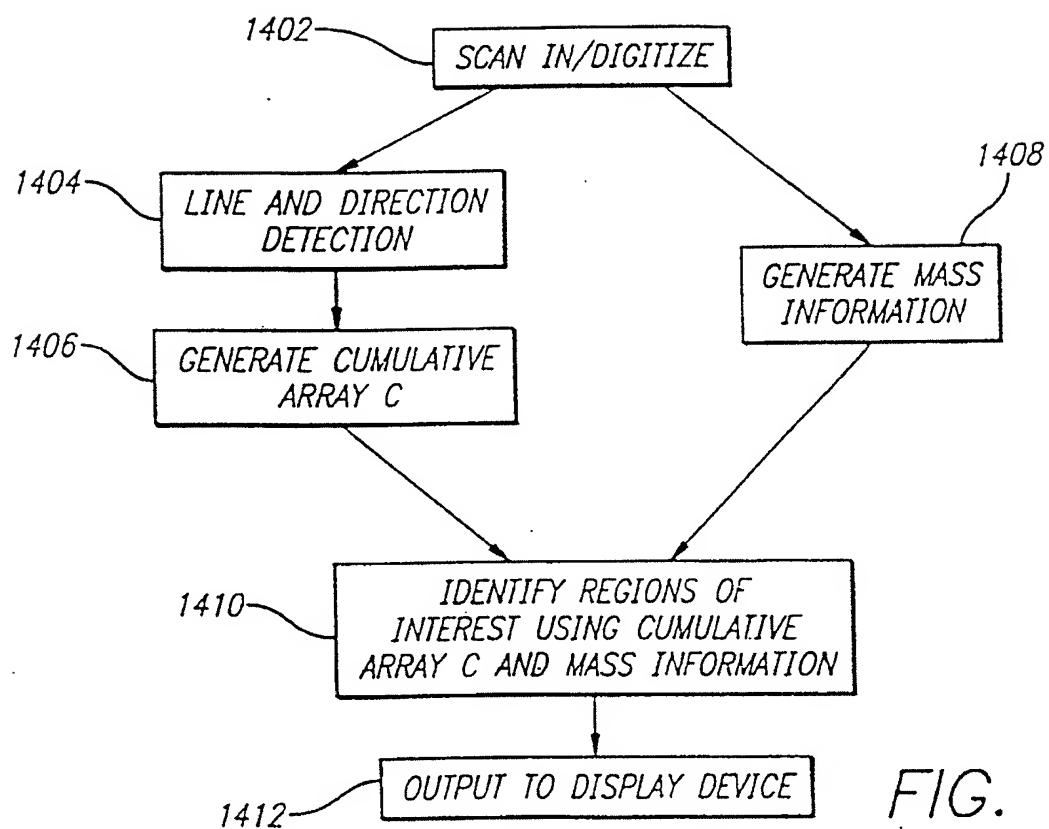 1402
SCAN IN/DIGITIZE
1404
LINE AND DIRECTION
DETECTION
1408
GENERATE MASS
INFORMATION
1406
GENERATE CUMULATIVE
ARRAY C
1410
IDENTIFY REGIONS OF
INTEREST USING CUMULATIVE
ARRAY C AND MASS INFORMATION
1412
OUTPUT TO DISPLAY DEVICE
FIG.